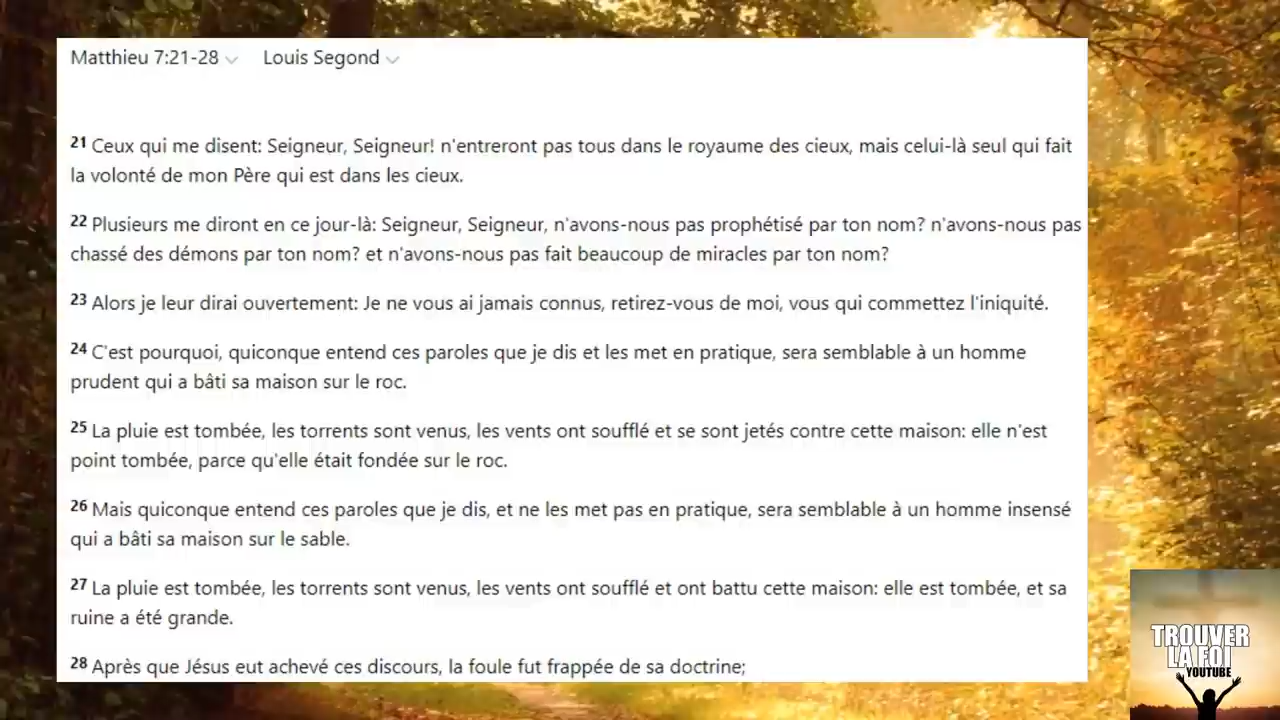 Matthieu 7:21-28 Louis Segond
21 Ceux qui me disent: Seigneur, Seigneur! n'entreront pas tous dans le royaume des cieux, mais celui-là seul qui fait
la volonté de mon Père qui est dans les cieux.
22 Plusieurs me diront en ce jour-là: Seigneur, Seigneur, n'avons-nous pas prophétisé par ton nom? n'avons-nous pas
chassé des démons par ton nom? et n'avons-nous pas fait beaucoup de miracles par ton nom?
23 Alors je leur dirai ouvertement: Je ne vous ai jamais connus, retirez-vous de moi, vous qui commettez l'iniquité.
24 C'est pourquoi, quiconque entend ces paroles que je dis et les met en pratique, sera semblable à un homme
prudent qui a bâti sa maison sur le roc.
25 La pluie est tombée, les torrents sont venus, les vents ont soufflé et se sont jetés contre cette maison: elle n'est
point tombée, parce qu'elle était fondée sur le roc.
26 Mais quiconque entend ces paroles que je dis, et ne les met pas en pratique, sera semblable à un homme insensé
qui a bâti sa maison sur le sable.
27 La pluie est tombée, les torrents sont venus, les vents ont soufflé et ont battu cette maison: elle est tombée, et sa
ruine a été grande.
28 Après que Jésus eut achevé ces discours, la foule fut frappée de sa doctrine;
TROUVER
LA FOI
YOUTUBE